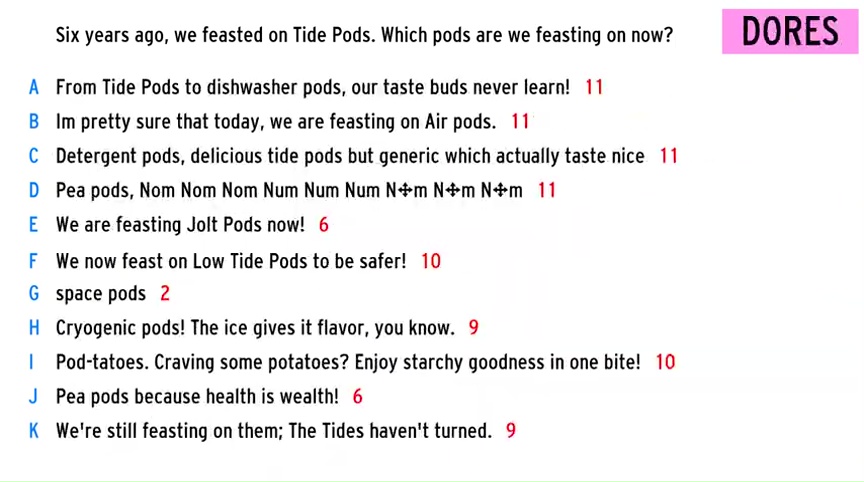 Six years ago, we feasted on Tide Pods. Which pods are we feasting on now?
DORES
A From Tide Pods to dishwasher pods, our taste buds never learn! 11
B Im pretty sure that today, we are feasting on Air pods. 11
C Detergent pods, delicious tide pods but generic which actually taste nice 11
D Pea pods, Nom Nom Nom Num Num Num N✢m N✢m N✢m 11
E We are feasting Jolt Pods now! 6
F We now feast on Low Tide Pods to be safer! 10
G space pods 2
H Cryogenic pods! The ice gives it flavor, you know. 9
I Pod-tatoes. Craving some potatoes? Enjoy starchy goodness in one bite! 10
J Pea pods because health is wealth! 6
K We're still feasting on them; The Tides haven't turned. 9